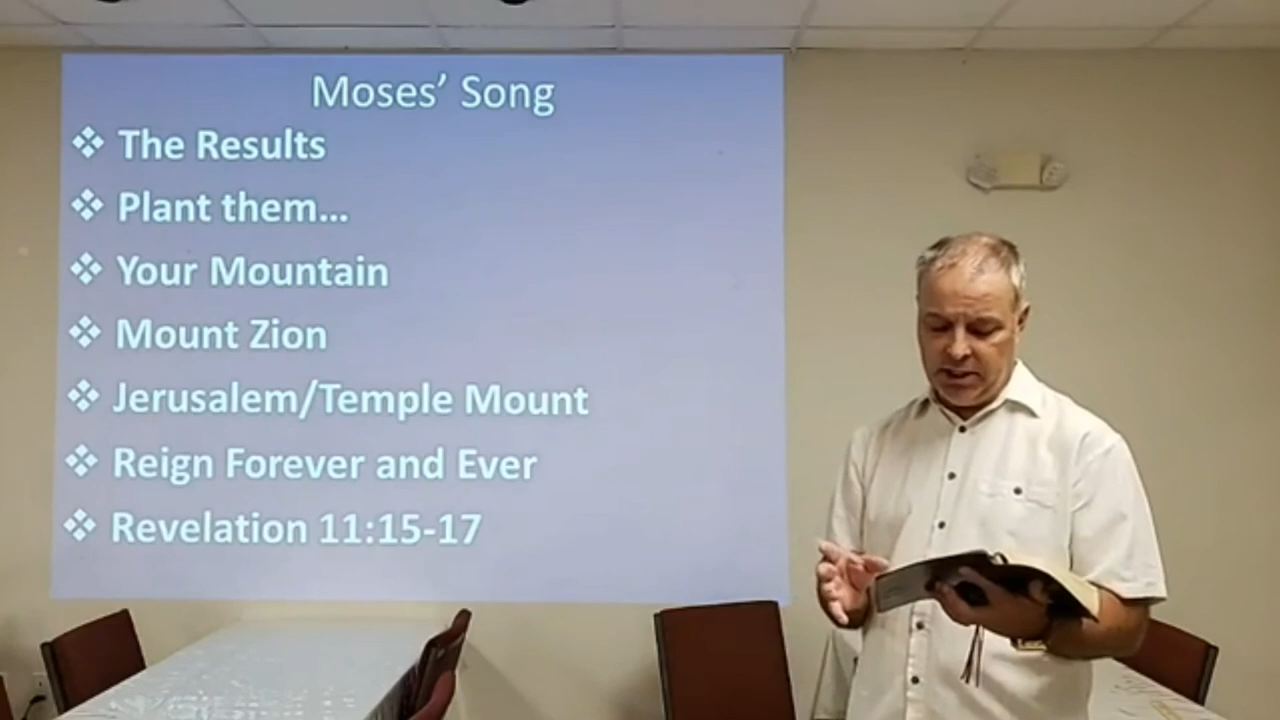 Moses’ Song
❖ The Results
❖ Plant them...
❖ Your Mountain
❖ Mount Zion
❖ Jerusalem/Temple Mount
❖ Reign Forever and Ever
❖ Revelation 11:15-17